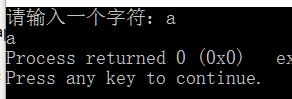 请输入一个字符：a
a
Process returned 0 (0x0)   ex
Press any key to continue.